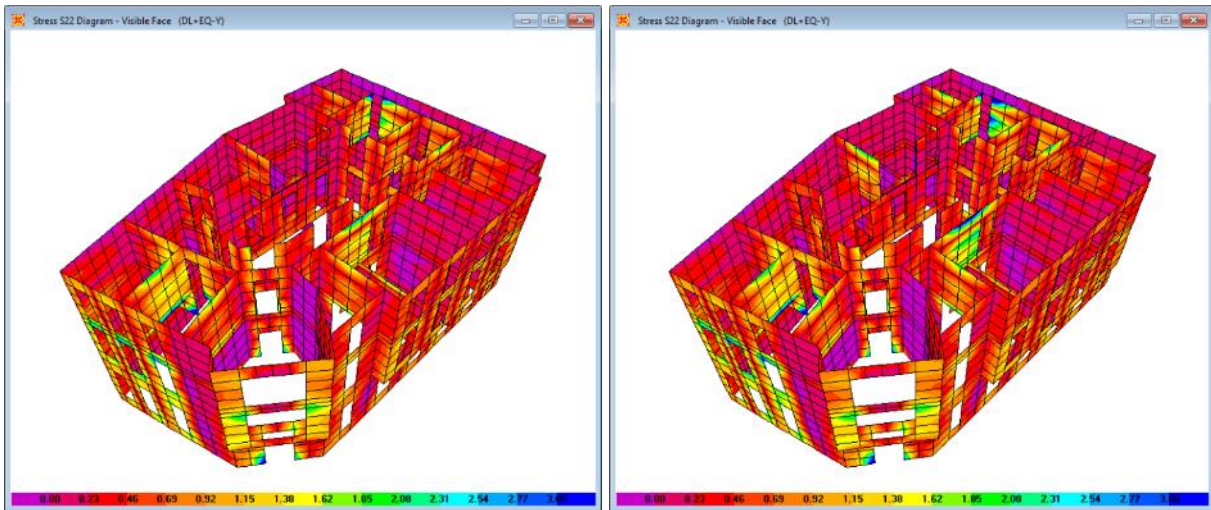 Stress S22 Diagram - Visible Face (DL+EQ-Y)
0.00 0.23 0.46 0.69 0.92 1.15 1.38 1.62 1.85 2.08 2.31 2.54 2.77 3.00
Stress S22 Diagram - Visible Face (DL+EQ-Y)
0.00 0.23 0.46 0.69 0.92 1.15 1.38 1.62 1.85 2.08 2.31 2.54 2.77